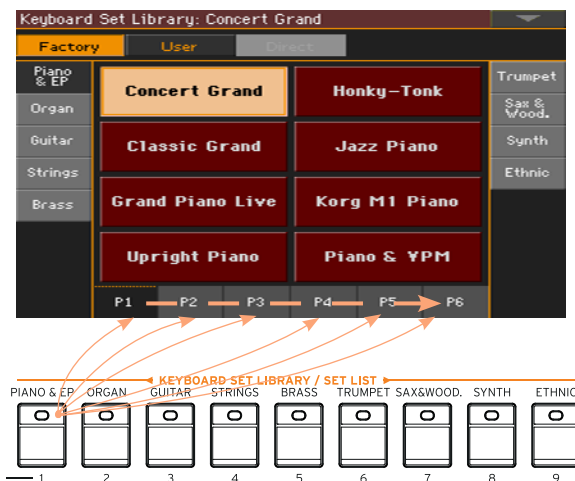 Keyboard Set Library: Concert Grand
Factory User Direct
Piano
& EP
Organ
Guitar
Strings
Brass
Concert Grand
Honky-Tonk
Classic Grand
Jazz Piano
Grand Piano Live
Korg M1 Piano
Upright Piano
Piano & VPM
Trumpet
Sax &
Wood.
Synth
Ethnic
P1 P2 P3 P4 P5 P6
KEYBOARD SET LIBRARY / SET LIST
PIANO & EP ORGAN GUITAR STRINGS BRASS TRUMPET SAX&WOOD. SYNTH ETHNIC
1 2 3 4 5 6 7 8 9